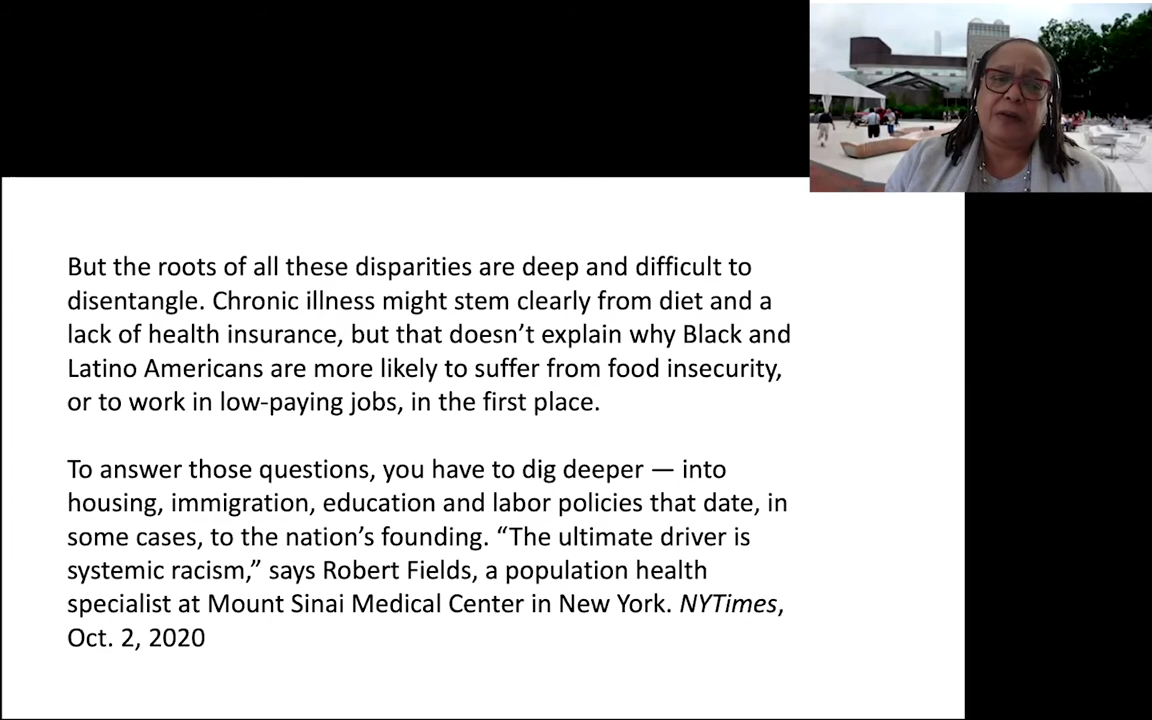 But the roots of all these disparities are deep and difficult to
disentangle. Chronic illness might stem clearly from diet and a
lack of health insurance, but that doesn’t explain why Black and
Latino Americans are more likely to suffer from food insecurity,
or to work in low-paying jobs, in the first place.
To answer those questions, you have to dig deeper — into
housing, immigration, education and labor policies that date, in
some cases, to the nation’s founding. “The ultimate driver is
systemic racism,” says Robert Fields, a population health
specialist at Mount Sinai Medical Center in New York. NYTimes,
Oct. 2, 2020